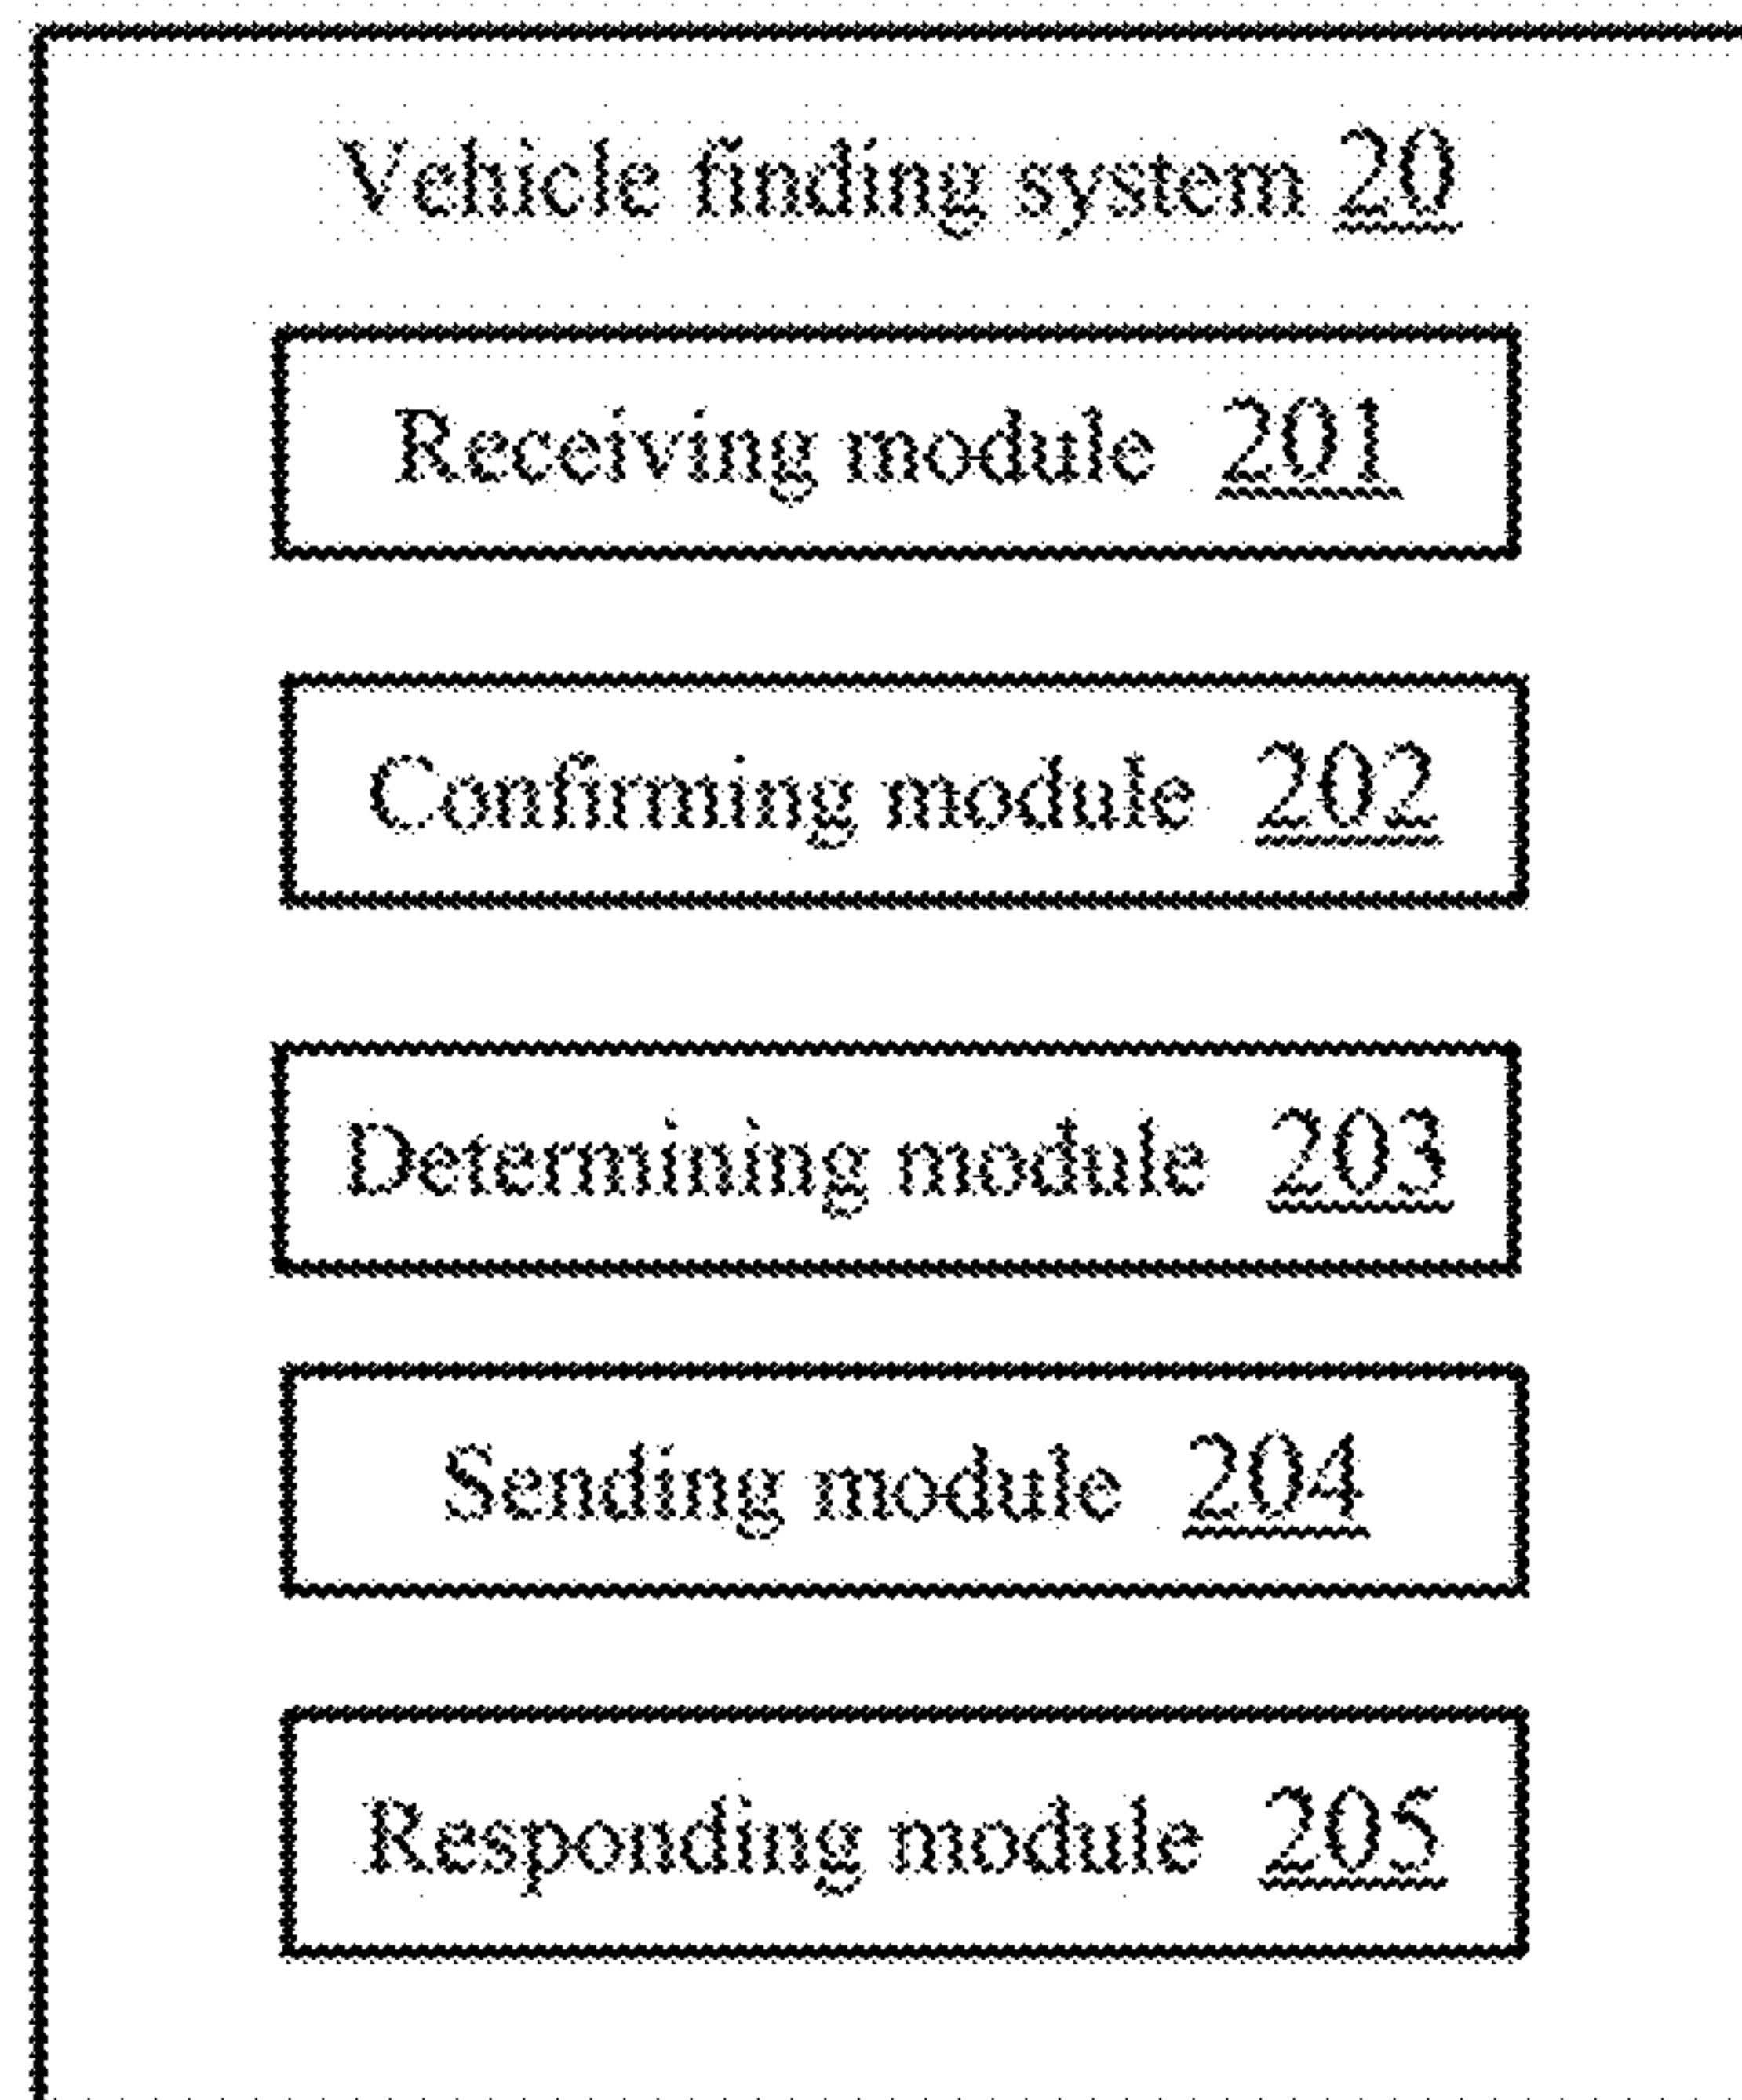 Vehicle finding system 20
Receiving module 201
Confirming module 202
Determining module 203
Sending module 204
Responding module 205